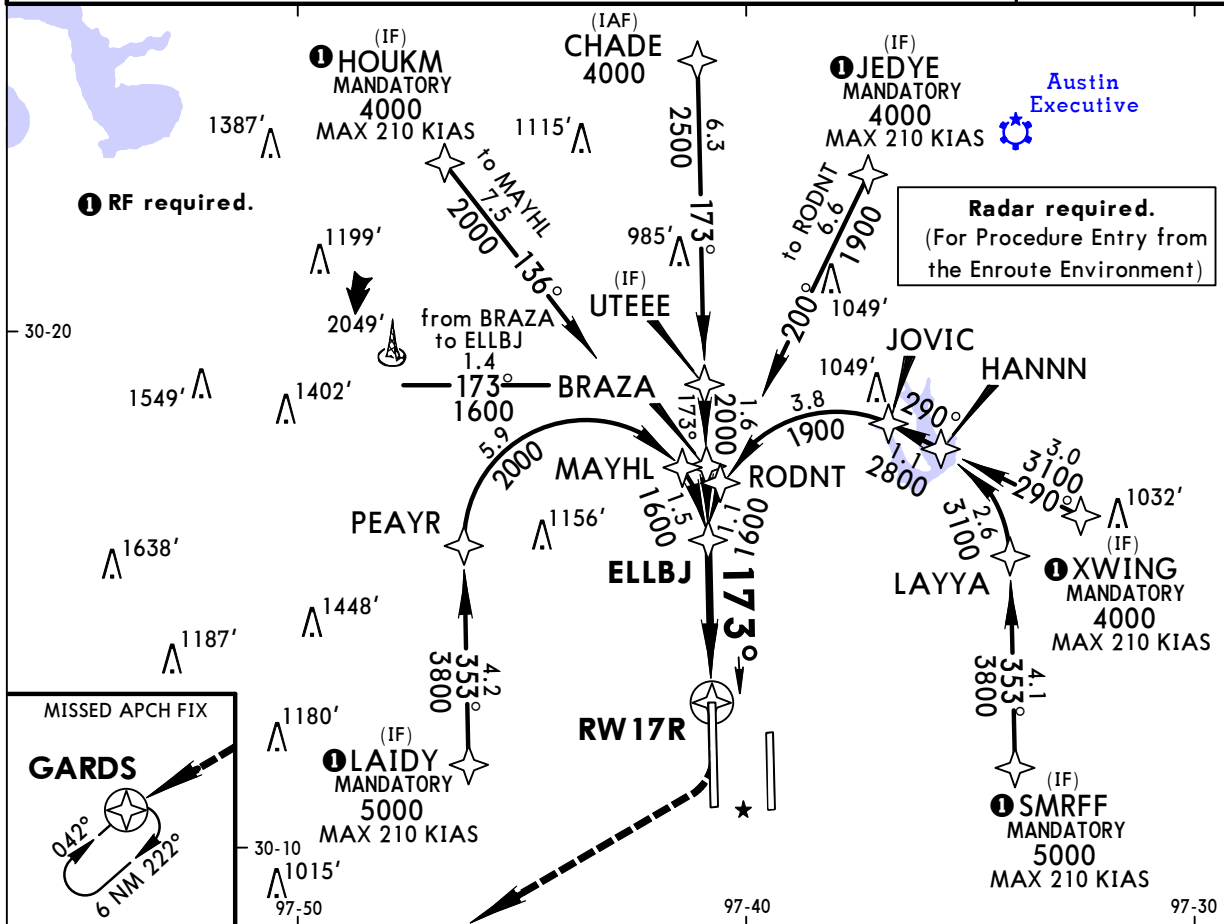 (IF)
❶ HOUKM
MANDATORY
4000
MAX 210 KIAS
(IAF)
CHADE
4000
(IF)
❶ JEDYE
MANDATORY
4000
MAX 210 KIAS
Austin
Executive
1387'
1115'
❶ RF required.
to MAYHL
7.5
2000
136°
6.3
2500
173°
to RODNT
6.6
1900
200°
Radar required.
(For Procedure Entry from
the Enroute Environment)
1199'
985'
1049'
(IF)
UTEEE
30-20
2049'
from BRAZA
to ELLBJ
1.4
173°
1600
BRAZA
JOVIC
HANNN
1549'
1402'
1049'
173°
2000
1.6
3.8
1900
290°
1.1
2800
5.9
2000
MAYHL
RODNT
3.0
3100
290°
1032'
1.5
1600
1.1
1600
2.6
3100
PEAYR
1156'
1638'
ELLBJ
LAYYA
(IF)
❶ XWING
MANDATORY
4000
MAX 210 KIAS
173°
1448'
1187'
4.2
353°
3800
4.1
353°
3800
MISSED APCH FIX
GARDS
042°
6 NM 222°
1180'
RW17R
(IF)
❶ LAIDY
MANDATORY
5000
MAX 210 KIAS
(IF)
❶ SMRFF
MANDATORY
5000
MAX 210 KIAS
30-10
1015'
97-50
97-40
97-30